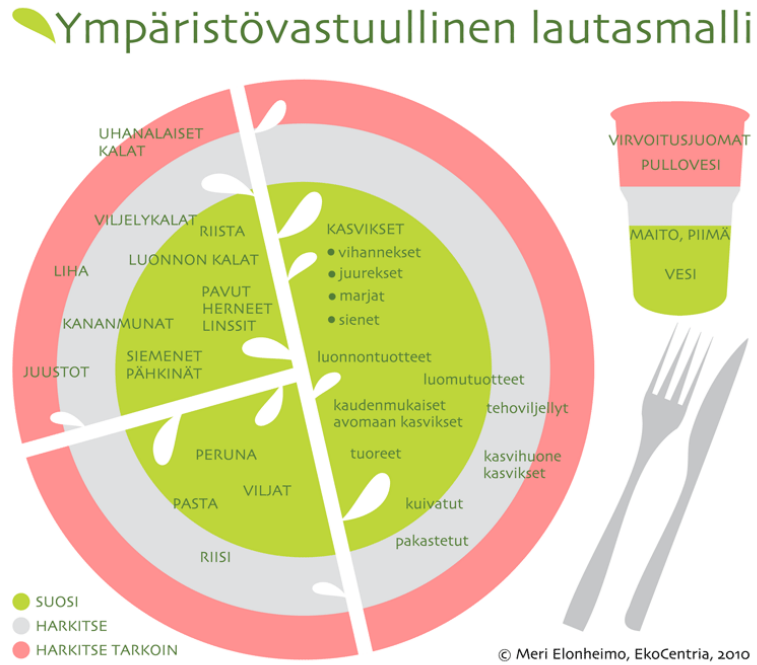 Ympäristövastuullinen lautasmalli
UHANALAISET
KALAT
VILJELYKALAT
RIISTA
LUONNON KALAT
LIHA
PAVUT
HERNEET
LINSSIT
KANANMUNAT
SIEMENET
PÄHKINÄT
JUUSTOT
KASVIKSET
• vihannekset
• juurekset
• marjat
• sienet
luonnontuotteet
luomutuotteet
kaudenmukaiset
avomaan kasvikset
tehoviljellyt
tuoreet
kasvihuone
kasvikset
kuivatut
pakastetut
PERUNA
VILJAT
PASTA
RIISI
VIRVOITUSJUOMAT
PULLOVESI
MAITO, PIIMÄ
VESI
SUOSI
HARKITSE
HARKITSE TARKOIN
© Meri Elonheimo, EkoCentria, 2010